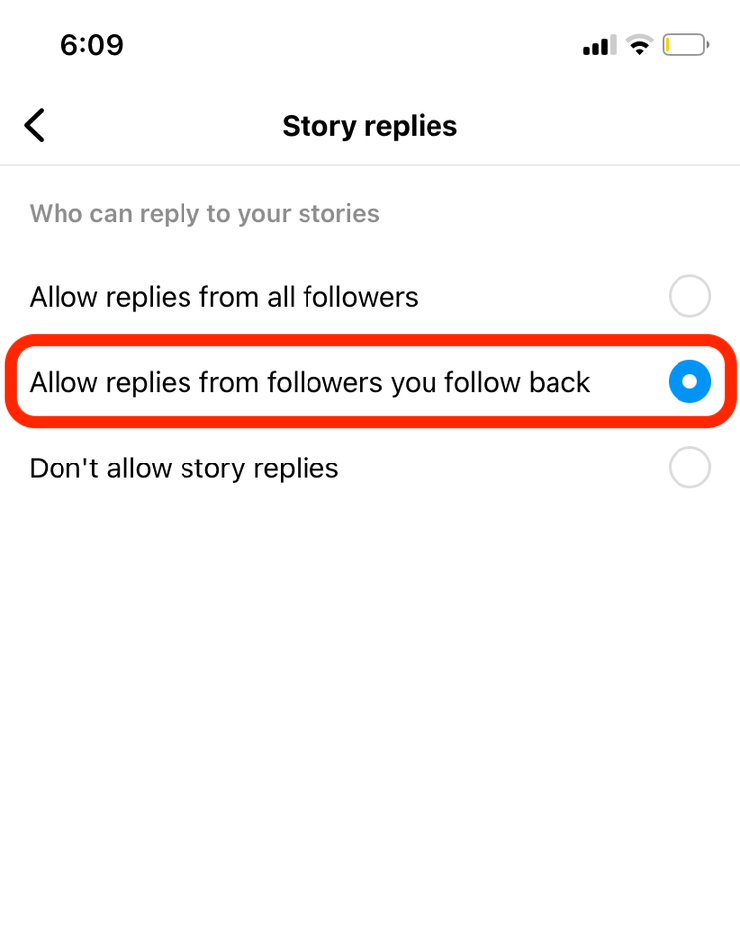 6:09
Story replies
Who can reply to your stories
Allow replies from all followers
Allow replies from followers you follow back
Don't allow story replies